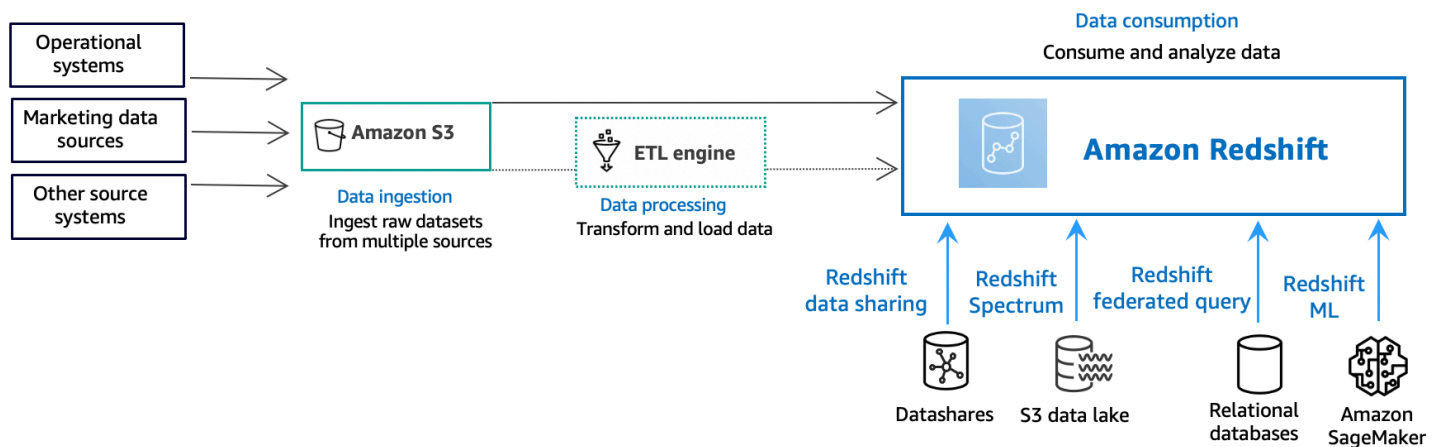 Operational
systems
Marketing data
sources
Other source
systems
Amazon S3
Data ingestion
Ingest raw datasets
from multiple sources
ETL engine
Data processing
Transform and load data
Data consumption
Consume and analyze data
Amazon Redshift
Redshift
data sharing
Redshift
Spectrum
Redshift
federated query
Redshift
ML
Datashares
S3 data lake
Relational
databases
Amazon
SageMaker